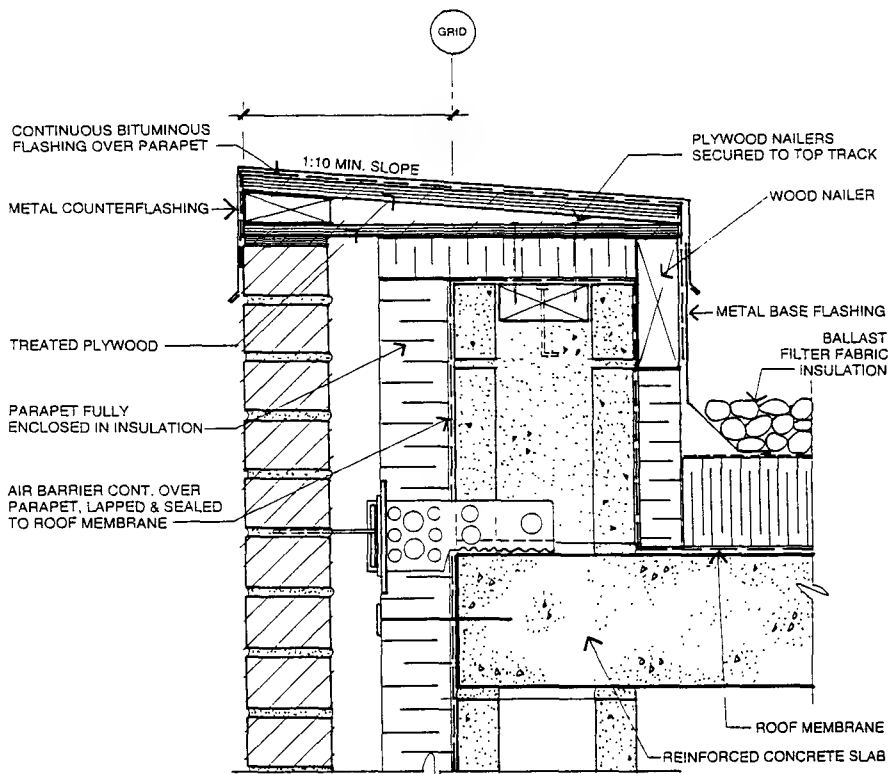 GRID
CONTINUOUS BITUMINOUS
FLASHING OVER PARAPET
1:10 MIN. SLOPE
PLYWOOD NAILERS
SECURED TO TOP TRACK
METAL COUNTERFLASHING
WOOD NAILER
METAL BASE FLASHING
BALLAST
FILTER FABRIC
INSULATION
TREATED PLYWOOD
PARAPET FULLY
ENCLOSED IN INSULATION
AIR BARRIER CONT. OVER
PARAPET, LAPPED & SEALED
TO ROOF MEMBRANE
ROOF MEMBRANE
REINFORCED CONCRETE SLAB